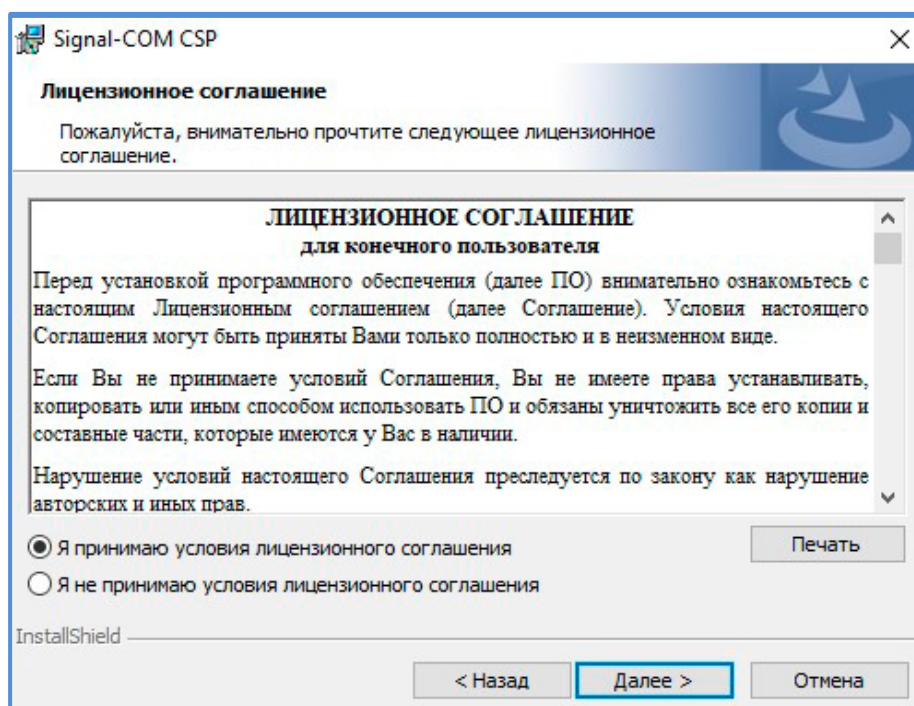 Signal-COM CSP
Лицензионное соглашение
Пожалуйста, внимательно прочтите следующее лицензионное
соглашение.
ЛИЦЕНЗИОННОЕ СОГЛАШЕНИЕ
для конечного пользователя
Перед установкой программного обеспечения (далее ПО) внимательно ознакомьтесь с
настоящим Лицензионным соглашением (далее Соглашение). Условия настоящего
Соглашения могут быть приняты Вами только полностью и в неизменном виде.
Если Вы не принимаете условий Соглашения, Вы не имеете права устанавливать,
копировать или иным способом использовать ПО и обязаны уничтожить все его копии и
составные части, которые имеются у Вас в наличии.
Нарушение условий настоящего Соглашения преследуется по закону как нарушение
авторских и иных прав.
Я принимаю условия лицензионного соглашения
Печать
Я не принимаю условия лицензионного соглашения
InstallShield
< Назад
Далее >
Отмена